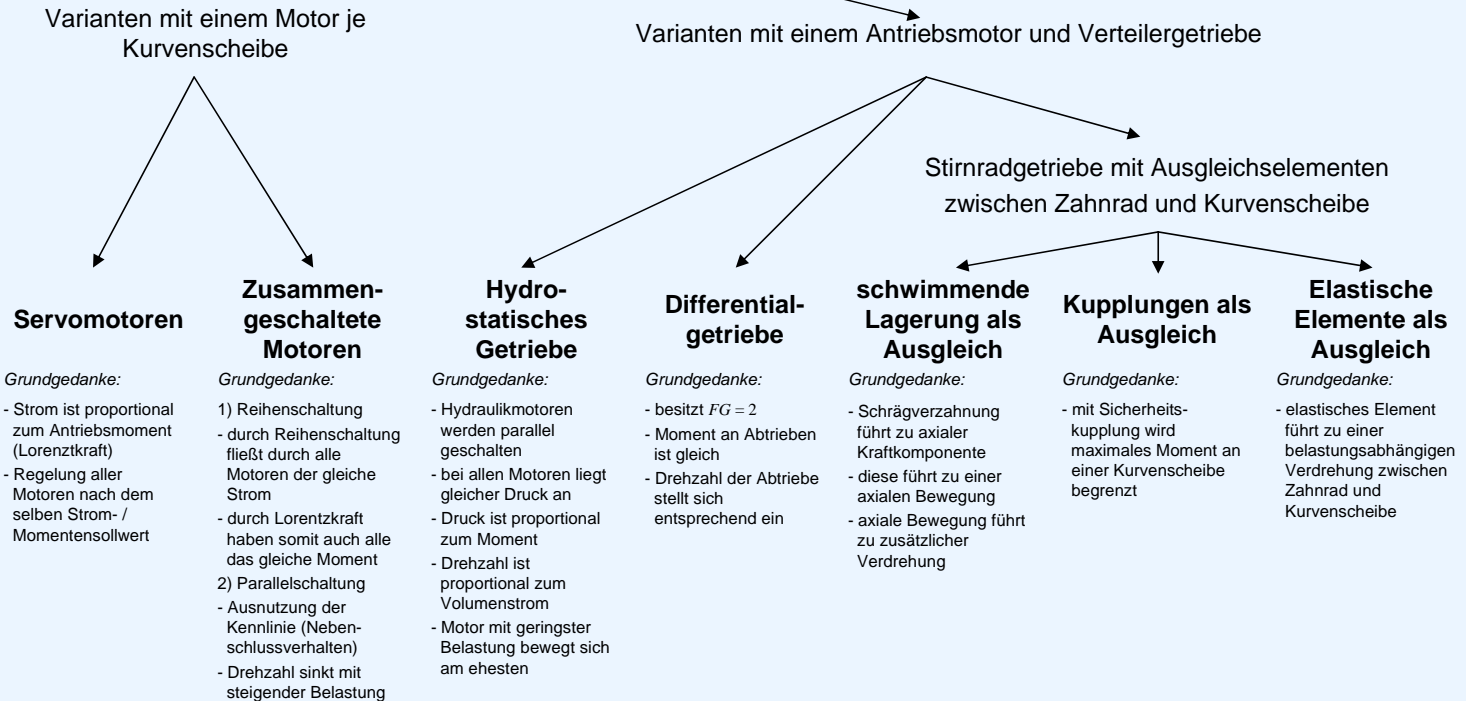 Varianten mit einem Motor je
Kurvenscheibe
Varianten mit einem Antriebsmotor und Verteilergetriebe
Stirnradgetriebe mit Ausgleichselementen
zwischen Zahnrad und Kurvenscheibe
Servomotoren
Grundgedanke:
- Strom ist proportional
zum Antriebsmoment
(Lorenztkraft)
- Regelung aller
Motoren nach dem
selben Strom- /
Momentensollwert
Zusammen-
geschaltete
Motoren
Grundgedanke:
1) Reihenschaltung
- durch Reihenschaltung
fließt durch alle
Motoren der gleiche
Strom
- durch Lorentzkraft
haben somit auch alle
das gleiche Moment
2) Parallelschaltung
- Ausnutzung der
Kennlinie (Neben-
schlussverhalten)
- Drehzahl sinkt mit
steigender Belastung
Hydro-
statisches
Getriebe
Grundgedanke:
- Hydraulikmotoren
werden parallel
geschalten
- bei allen Motoren liegt
gleicher Druck an
- Druck ist proportional
zum Moment
- Drehzahl ist
proportional zum
Volumenstrom
- Motor mit geringster
Belastung bewegt sich
am ehesten
Differential-
getriebe
Grundgedanke:
- besitzt FG = 2
- Moment an Abtrieben
ist gleich
- Drehzahl der Abtriebe
stellt sich
entsprechend ein
schwimmende
Lagerung als
Ausgleich
Grundgedanke:
- Schrägverzahnung
führt zu axialer
Kraftkomponente
- diese führt zu einer
axialen Bewegung
- axiale Bewegung führt
zu zusätzlicher
Verdrehung
Kupplungen als
Ausgleich
Grundgedanke:
- mit Sicherheits-
kupplung wird
maximales Moment an
einer Kurvenscheibe
begrenzt
Elastische
Elemente als
Ausgleich
Grundgedanke:
- elastisches Element
führt zu einer
belastungsabhängigen
Verdrehung zwischen
Zahnrad und
Kurvenscheibe